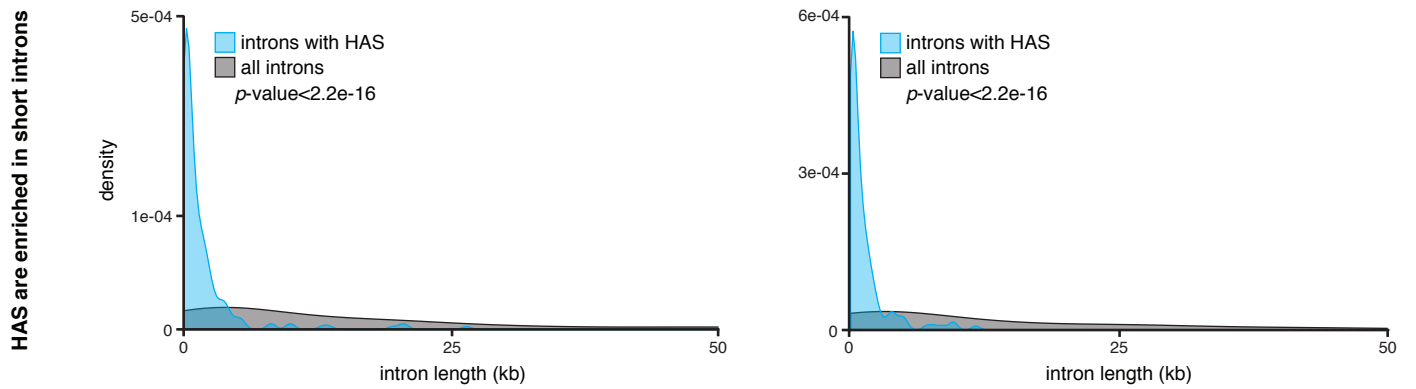 HAS are enriched in short introns
5e-04
introns with HAS
all introns
p-value<2.2e-16
density
1e-04
0
0
25
50
intron length (kb)
6e-04
introns with HAS
all introns
p-value<2.2e-16
3e-04
0
0
25
50
intron length (kb)